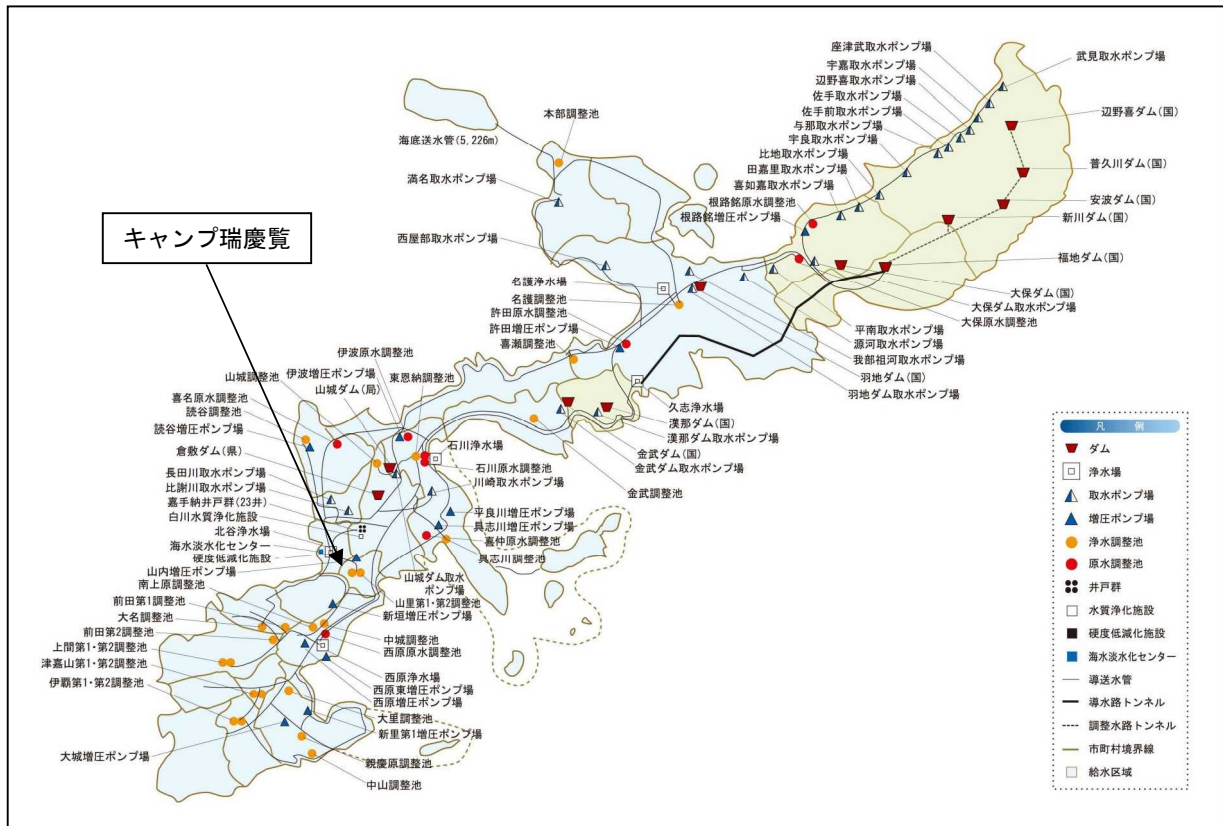 座津武取水ポンプ場
武見取水ポンプ場
宇嘉取水ポンプ場
辺野喜取水ポンプ場
佐手取水ポンプ場
辺野喜ダム(国)
佐手前取水ポンプ場
与那取水ポンプ場
宇良取水ポンプ場
普久川ダム(国)
比地取水ポンプ場
田嘉里取水ポンプ場
安波ダム(国)
喜如嘉取水ポンプ場
新川ダム(国)
根路銘原水調整池
根路銘増圧ポンプ場
福地ダム(国)
大保ダム(国)
大保ダム取水ポンプ場
大保原水調整池
本部調整池
海底送水管(5,226m)
満名取水ポンプ場
キャンプ瑞慶覧
西屋部取水ポンプ場
名護浄水場
名護調整池
許田原水調整池
許田増圧ポンプ場
喜瀬調整池
平南取水ポンプ場
源河取水ポンプ場
我部祖河取水ポンプ場
羽地ダム(国)
羽地ダム取水ポンプ場
久志浄水場
漢那ダム(国)
漢那ダム取水ポンプ場
金武ダム(国)
金武ダム取水ポンプ場
金武調整池
伊波原水調整池
伊波増圧ポンプ場
東恩納調整池
山城調整池
山城ダム(局)
喜名原水調整池
読谷調整池
読谷増圧ポンプ場
倉敷ダム(県)
長田川取水ポンプ場
比謝川取水ポンプ場
嘉手納井戸群(23井)
白川水質浄化施設
北谷浄水場
海水淡水化センター
硬度低減化施設
山内増圧ポンプ場
南上原調整池
前田第1調整池
大名調整池
前田第2調整池
上間第1・第2調整池
津嘉山第1・第2調整池
伊覇第1・第2調整池
大城増圧ポンプ場
石川浄水場
石川原水調整池
川崎取水ポンプ場
平良川増圧ポンプ場
具志川増圧ポンプ場
喜仲原水調整池
具志川調整池
山城ダム取水
ポンプ場
山里第1・第2調整池
新垣増圧ポンプ場
中城調整池
西原原水調整池
西原浄水場
西原東増圧ポンプ場
西原増圧ポンプ場
大里調整池
新里第1増圧ポンプ場
親慶原調整池
中山調整池
凡例
ダム
浄水場
取水ポンプ場
増圧ポンプ場
浄水調整池
原水調整池
井戸群
水質浄化施設
硬度低減化施設
海水淡水化センター
導送水管
導水路トンネル
調整水路トンネル
市町村境界線
給水区域